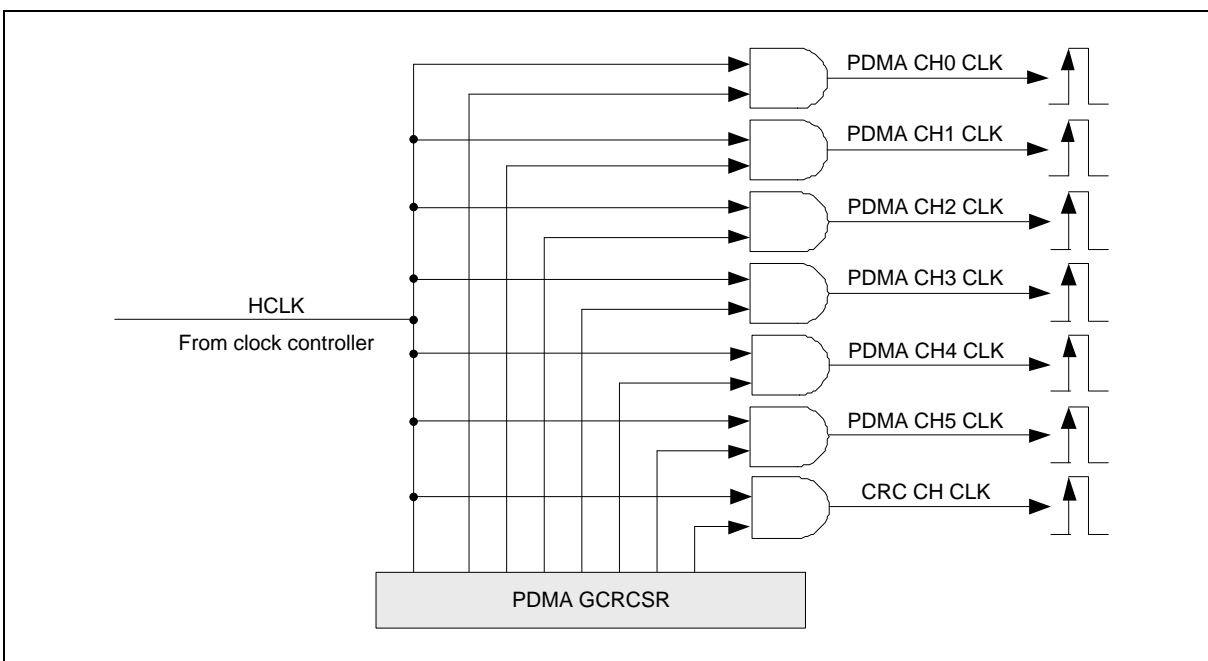 PDMA CH0 CLK
PDMA CH1 CLK
PDMA CH2 CLK
PDMA CH3 CLK
HCLK
From clock controller
PDMA CH4 CLK
PDMA CH5 CLK
CRC CH CLK
PDMA GCRCSR